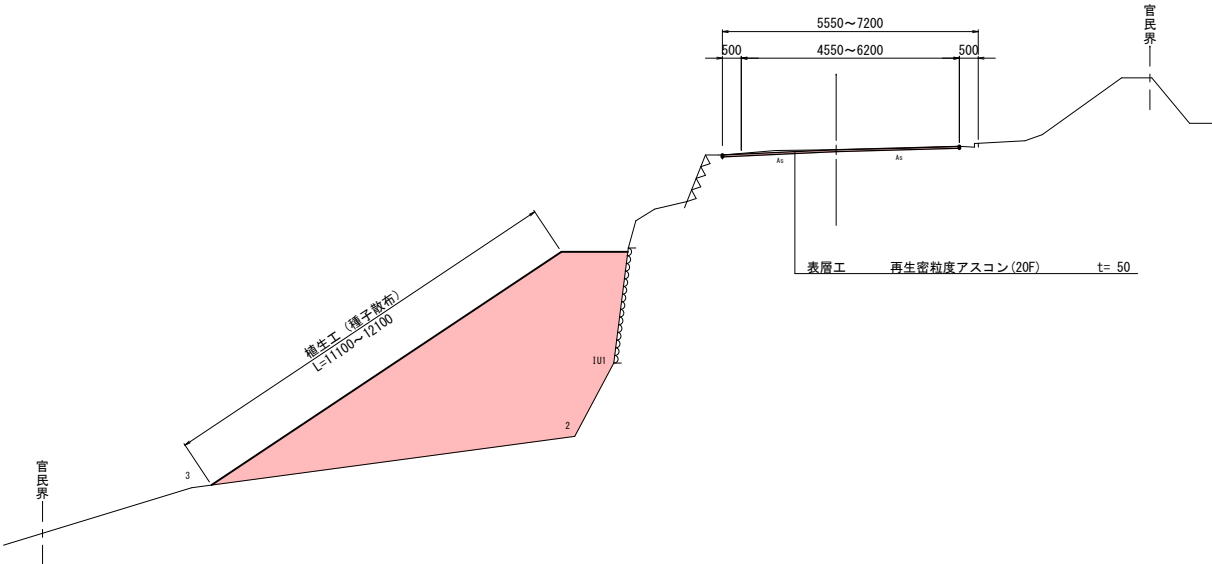 官民界
5550～7200
500
4550～6200
500
As
As
表層工 再生密粒度アスコン(20F) t= 50
植生工（種子散布）
L=11100～12100
IU1
2
3
官民界